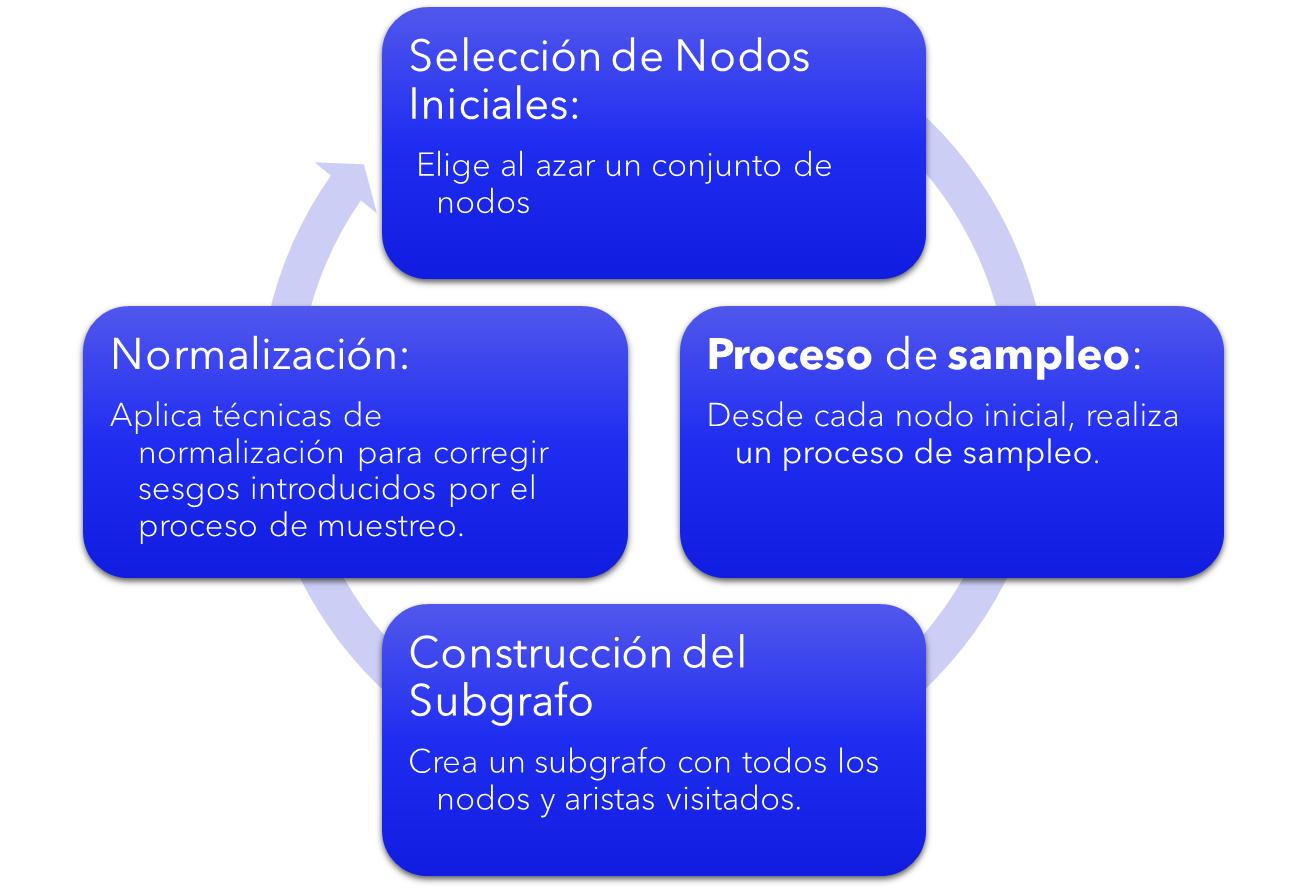 Selección de Nodos
Iniciales:
Elige al azar un conjunto de
nodos
Proceso de sampleo:
Desde cada nodo inicial, realiza
un proceso de sampleo.
Construcción del
Subgrafo
Crea un subgrafo con todos los
nodos y aristas visitados.
Normalización:
Aplica técnicas de
normalización para corregir
sesgos introducidos por el
proceso de muestreo.